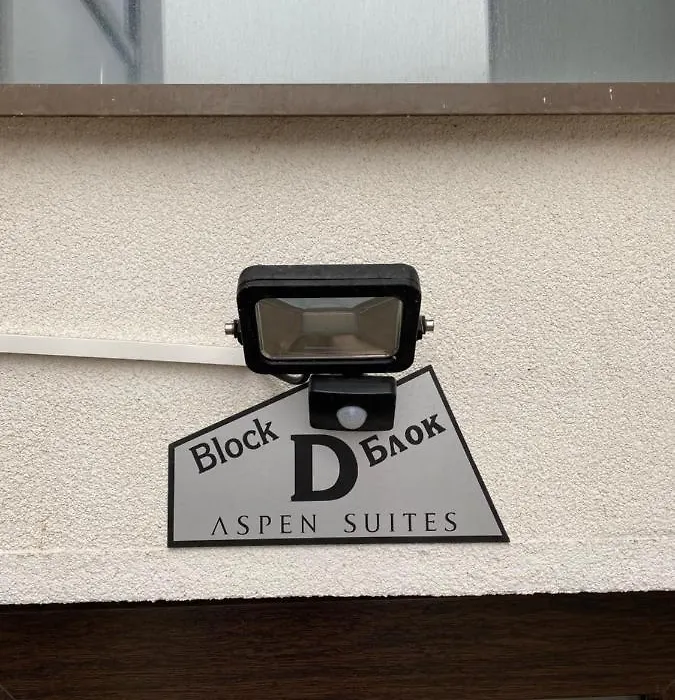 Block D Блок
ASPEN SUITES